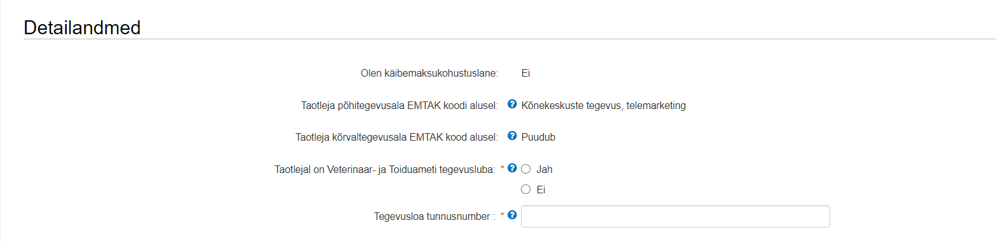 Detailandmed
Olen käibemaksukohustuslane: Ei
Taotleja põhitegevusala EMTAK koodi alusel: ? Kõnekeskuste tegevus, telemarketing
Taotleja kõrvaltegevusala EMTAK kood alusel: ? Puudub
Taotlejal on Veterinaar- ja Toiduameti tegevusluba: * ? Jah
Ei
Tegevusloa tunnusnumber : * ?